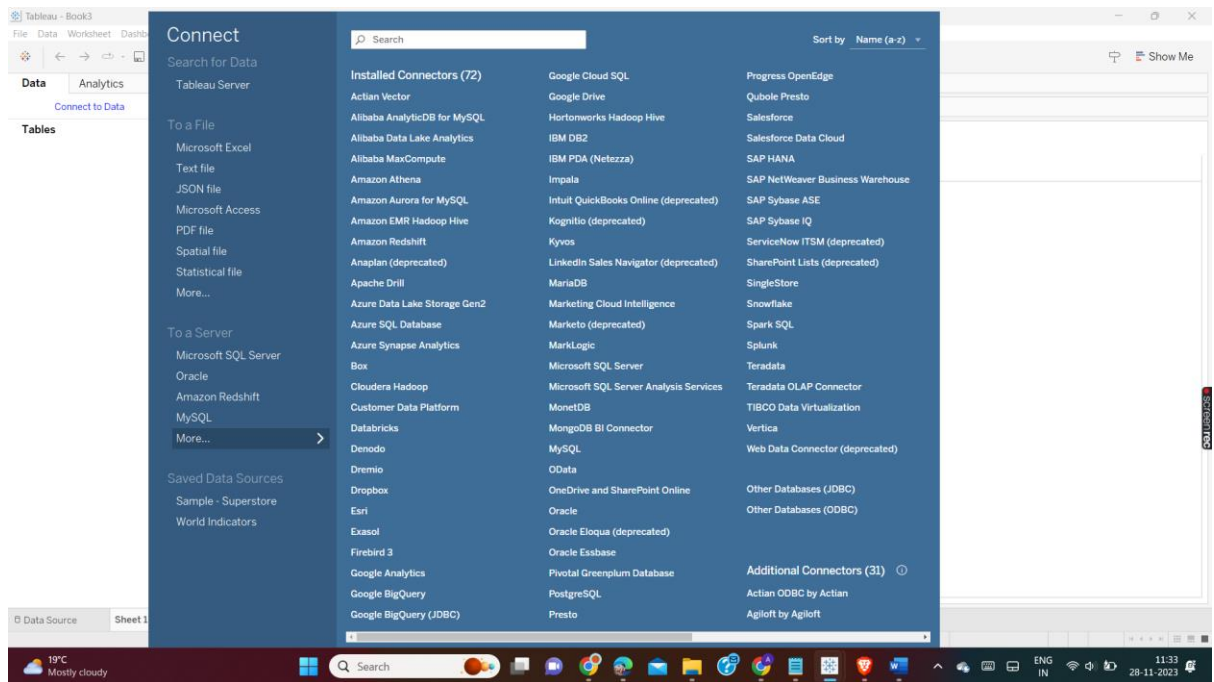 Tableau - Book3
File Data Worksheet Dashb
Show Me
Data Analytics
Connect to Data
Tables
Connect
Search for Data
Tableau Server
To a File
Microsoft Excel
Text file
JSON file
Microsoft Access
PDF file
Spatial file
Statistical file
More...
To a Server
Microsoft SQL Server
Oracle
Amazon Redshift
MySQL
More...
Saved Data Sources
Sample - Superstore
World Indicators
Search
Sort by Name (a-z)
Installed Connectors (72)
Actian Vector
Alibaba AnalyticDB for MySQL
Alibaba Data Lake Analytics
Alibaba MaxCompute
Amazon Athena
Amazon Aurora for MySQL
Amazon EMR Hadoop Hive
Amazon Redshift
Anaplan (deprecated)
Apache Drill
Azure Data Lake Storage Gen2
Azure SQL Database
Azure Synapse Analytics
Box
Cloudera Hadoop
Customer Data Platform
Databricks
Denodo
Dremio
Dropbox
Esri
Exasol
Firebird 3
Google Analytics
Google BigQuery
Google BigQuery (JDBC)
Google Cloud SQL
Google Drive
Hortonworks Hadoop Hive
IBM DB2
IBM PDA (Netezza)
Impala
Intuit QuickBooks Online (deprecated)
Kognitio (deprecated)
Kyvos
LinkedIn Sales Navigator (deprecated)
MariaDB
Marketing Cloud Intelligence
Marketo (deprecated)
MarkLogic
Microsoft SQL Server
Microsoft SQL Server Analysis Services
MonetDB
MongoDB BI Connector
MySQL
OData
OneDrive and SharePoint Online
Oracle
Oracle Eloqua (deprecated)
Oracle Essbase
Pivotal Greenplum Database
PostgreSQL
Presto
Progress OpenEdge
Qubole Presto
Salesforce
Salesforce Data Cloud
SAP HANA
SAP NetWeaver Business Warehouse
SAP Sybase ASE
SAP Sybase IQ
ServiceNow ITSM (deprecated)
SharePoint Lists (deprecated)
SingleStore
Snowflake
Spark SQL
Splunk
Teradata
Teradata OLAP Connector
TIBCO Data Virtualization
Vertica
Web Data Connector (deprecated)
Other Databases (JDBC)
Other Databases (ODBC)
Additional Connectors (31)
Actian ODBC by Actian
Agiloft by Agiloft
screenrec
Data Source Sheet 1
19°C
Mostly cloudy
Search
ENG
IN
11:33
28-11-2023